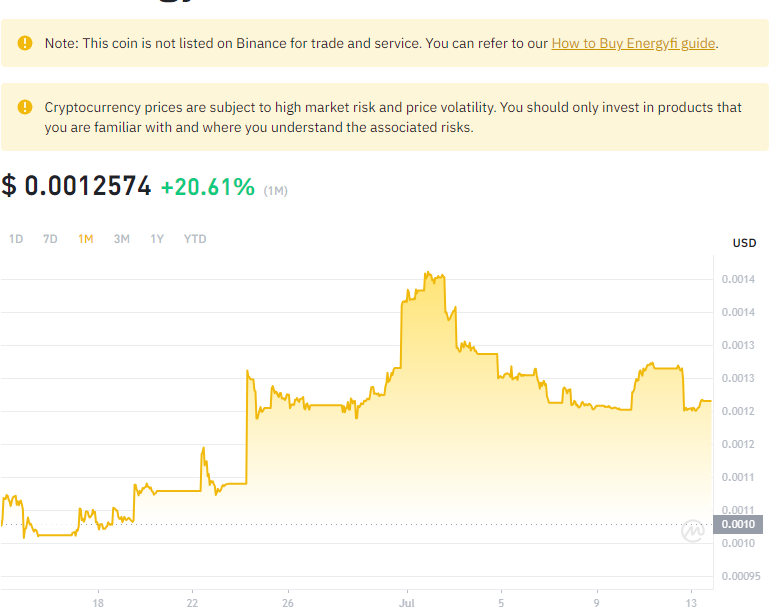 Note: This coin is not listed on Binance for trade and service. You can refer to our How to Buy Energyfi guide.
Cryptocurrency prices are subject to high market risk and price volatility. You should only invest in products that
you are familiar with and where you understand the associated risks.
$ 0.0012574 +20.61% (1M)
1D 7D 1M 3M 1Y YTD
USD
0.0014
0.0014
0.0013
0.0013
0.0012
0.0012
0.0011
0.0011
0.0010
0.0010
0.00095
18 22 26 Jul 5 9 13